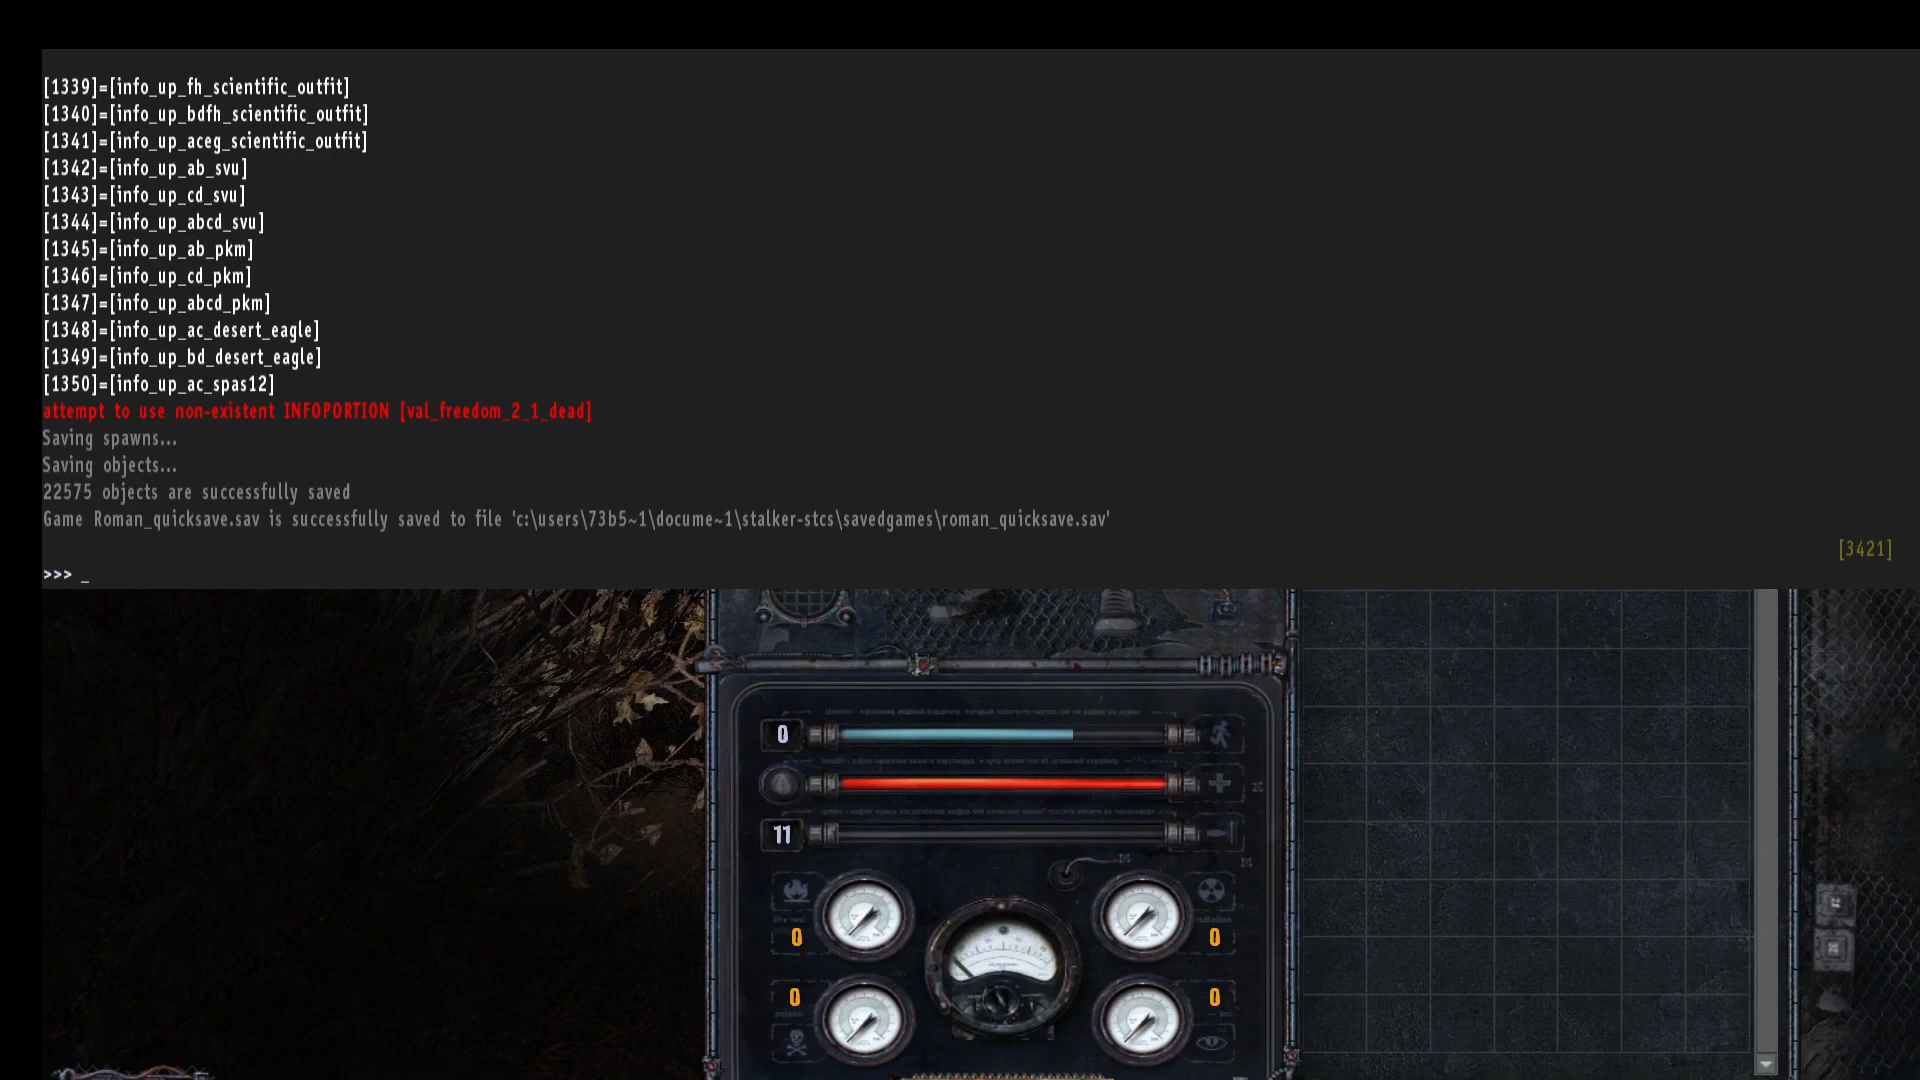 [1339]=[info_up_fh_scientific_outfit]
[1340]=[info_up_bdfh_scientific_outfit]
[1341]=[info_up_aceg_scientific_outfit]
[1342]=[info_up_ab_svu]
[1343]=[info_up_cd_svu]
[1344]=[info_up_abcd_svu]
[1345]=[info_up_ab_pkm]
[1346]=[info_up_cd_pkm]
[1347]=[info_up_abcd_pkm]
[1348]=[info_up_ac_desert_eagle]
[1349]=[info_up_bd_desert_eagle]
[1350]=[info_up_ac_spas12]
attempt to use non-existent INFOPORTION [val_freedom_2_1_dead]
Saving spawns...
Saving objects...
22575 objects are successfully saved
Game Roman_quicksave.sav is successfully saved to file 'c:\users\73b5~1\docume~1\stalker-stcs\savedgames\roman_quicksave.sav'
[3421]
>>> _
0
11
0
0
0
0